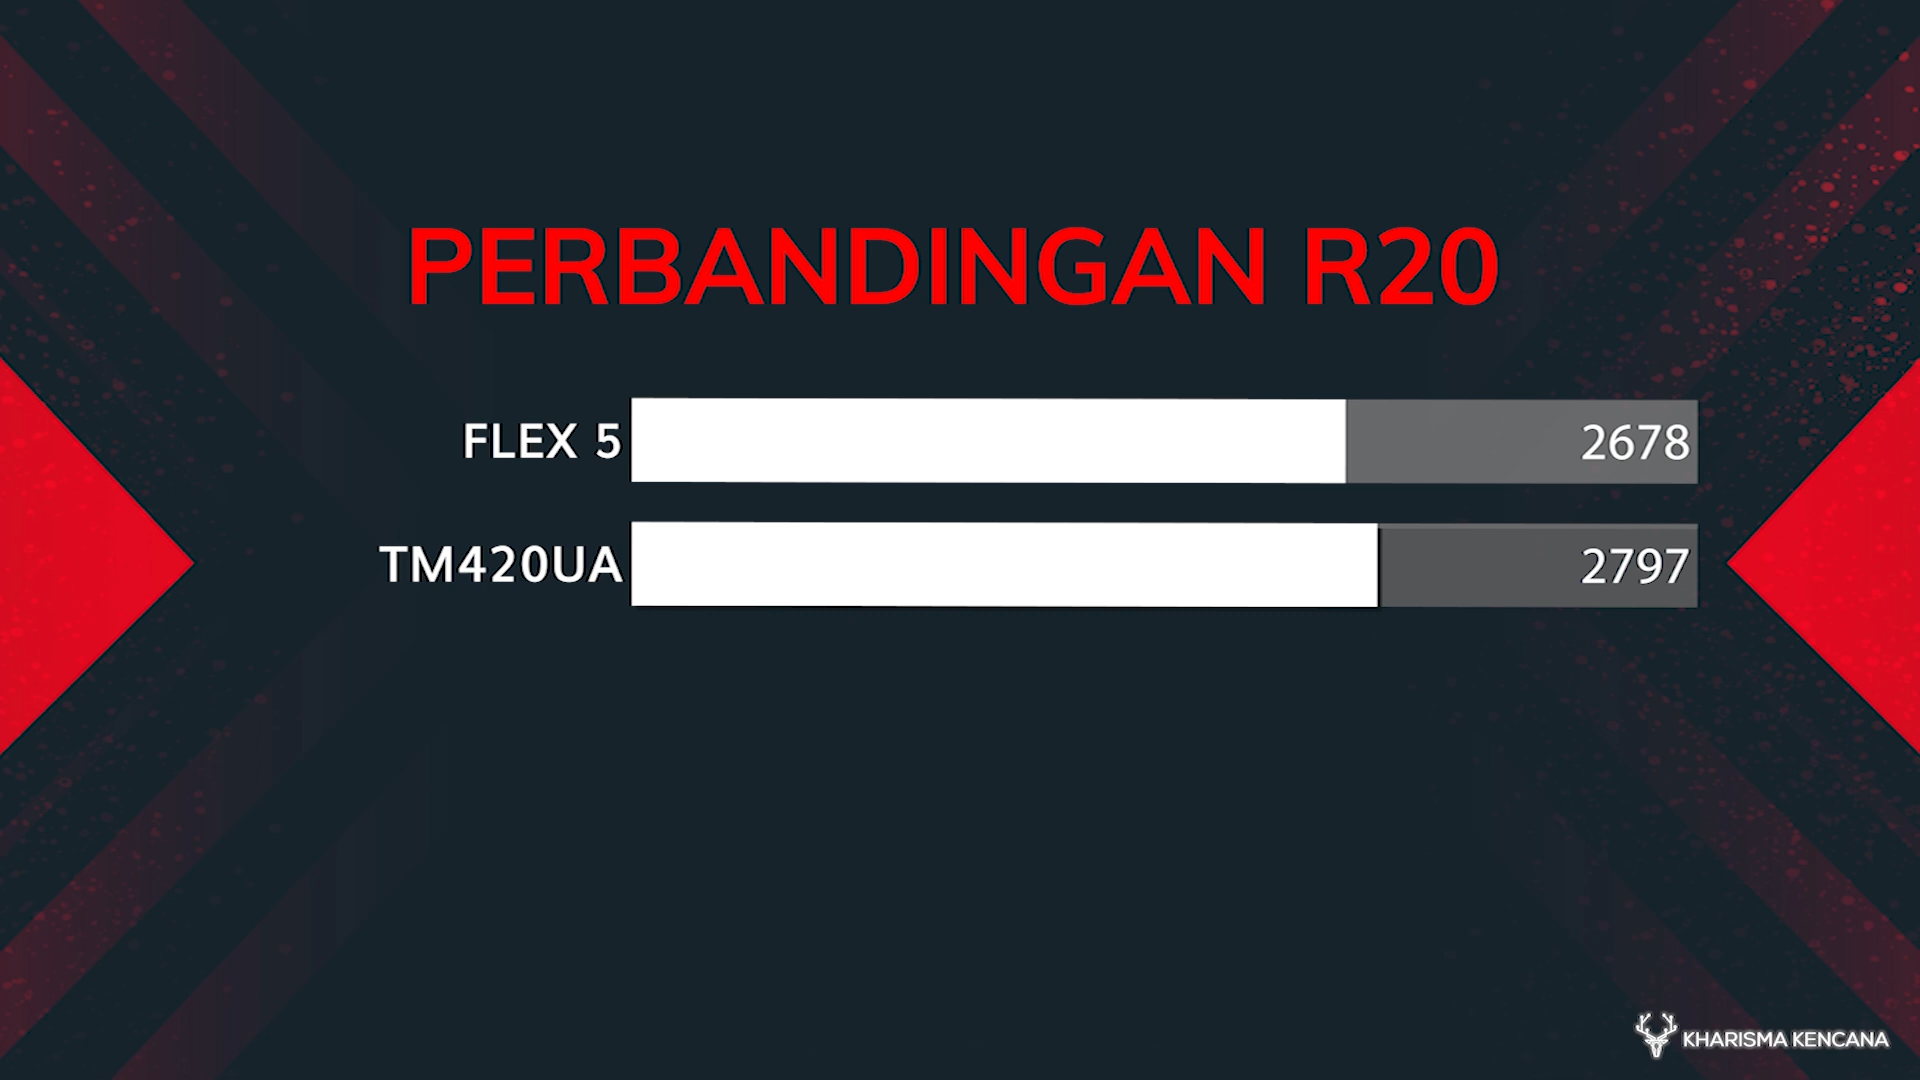 PERBANDINGAN R20
FLEX 5 2678
TM420UA 2797
KHARISMA KENCANA